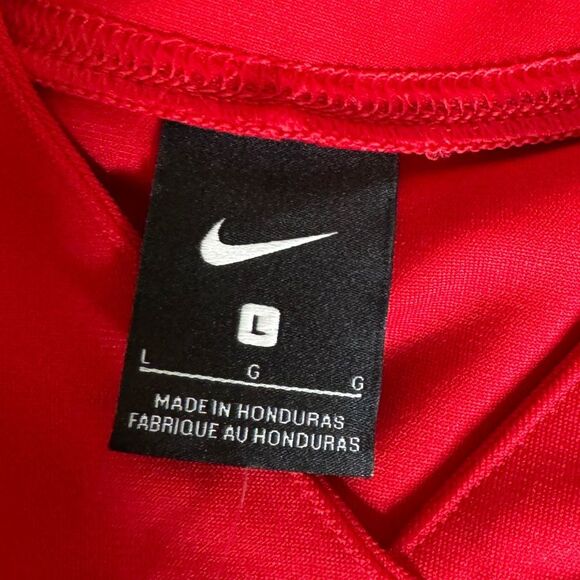 L
L G G
MADE IN HONDURAS
FABRIQUE AU HONDURAS